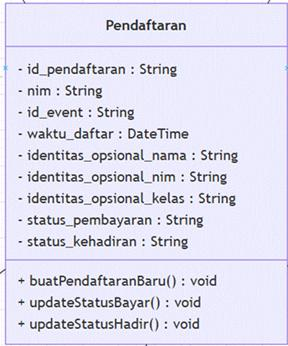 Pendaftaran
- id_pendaftaran : String
- nim : String
- id_event : String
- waktu_daftar : DateTime
- identitas_opsional_nama : String
- identitas_opsional_nim : String
- identitas_opsional_kelas : String
- status_pembayaran : String
- status_kehadiran : String
+ buatPendaftaranBaru() : void
+ updateStatusBayar() : void
+ updateStatusHadir() : void